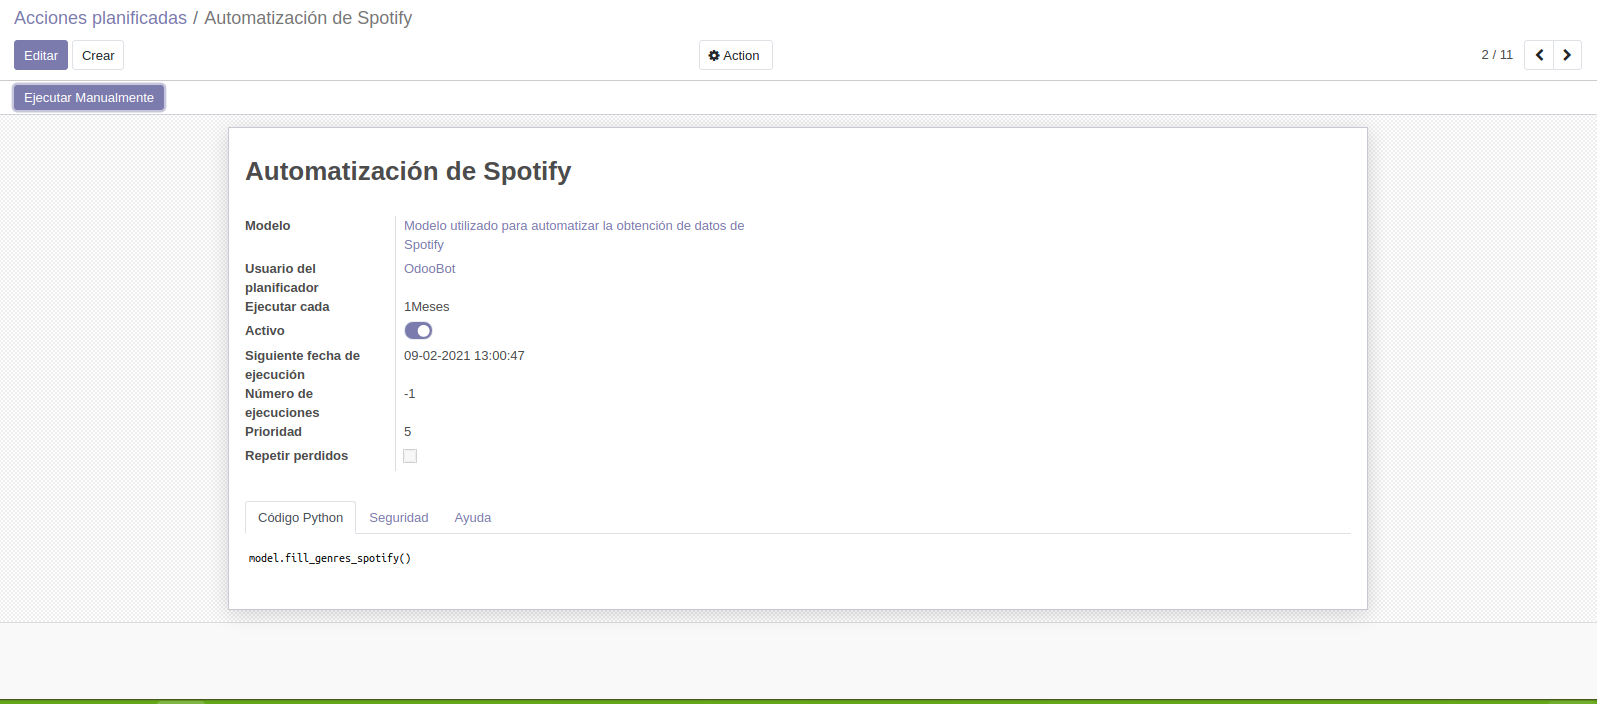 Acciones planificadas / Automatización de Spotify
Editar Crear Action 2 / 11
Ejecutar Manualmente
Automatización de Spotify
Modelo Modelo utilizado para automatizar la obtención de datos de
Spotify
Usuario del OdooBot
planificador
Ejecutar cada 1Meses
Activo
Siguiente fecha de 09-02-2021 13:00:47
ejecución
Número de -1
ejecuciones
Prioridad 5
Repetir perdidos
Código Python Seguridad Ayuda
model.fill_genres_spotify()